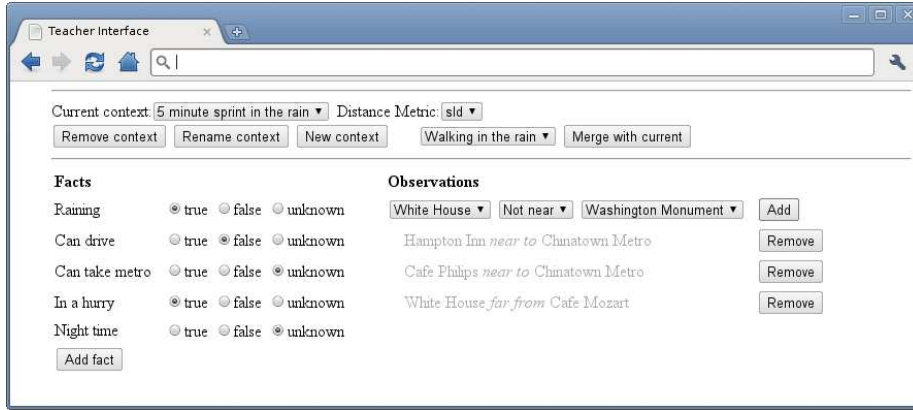 Teacher Interface
Current context: 5 minute sprint in the rain Distance Metric: sld
Remove context Rename context New context Walking in the rain Merge with current
Facts Observations
Raining true false unknown White House Not near Washington Monument Add
Can drive true false unknown Hampton Inn near to Chinatown Metro Remove
Can take metro true false unknown Cafe Philips near to Chinatown Metro Remove
In a hurry true false unknown White House far from Cafe Mozart Remove
Night time true false unknown
Add fact